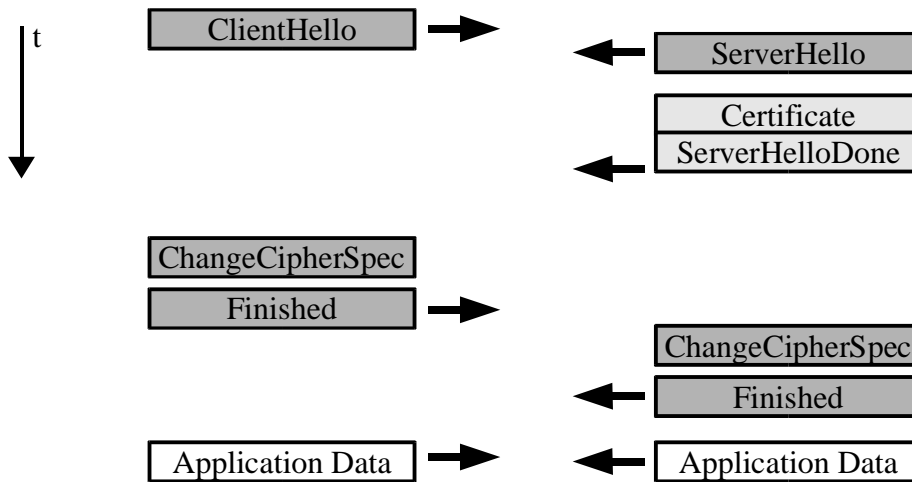 t
ClientHello
ServerHello
Certificate
ServerHelloDone
ChangeCipherSpec
Finished
ChangeCipherSpec
Finished
Application Data
Application Data